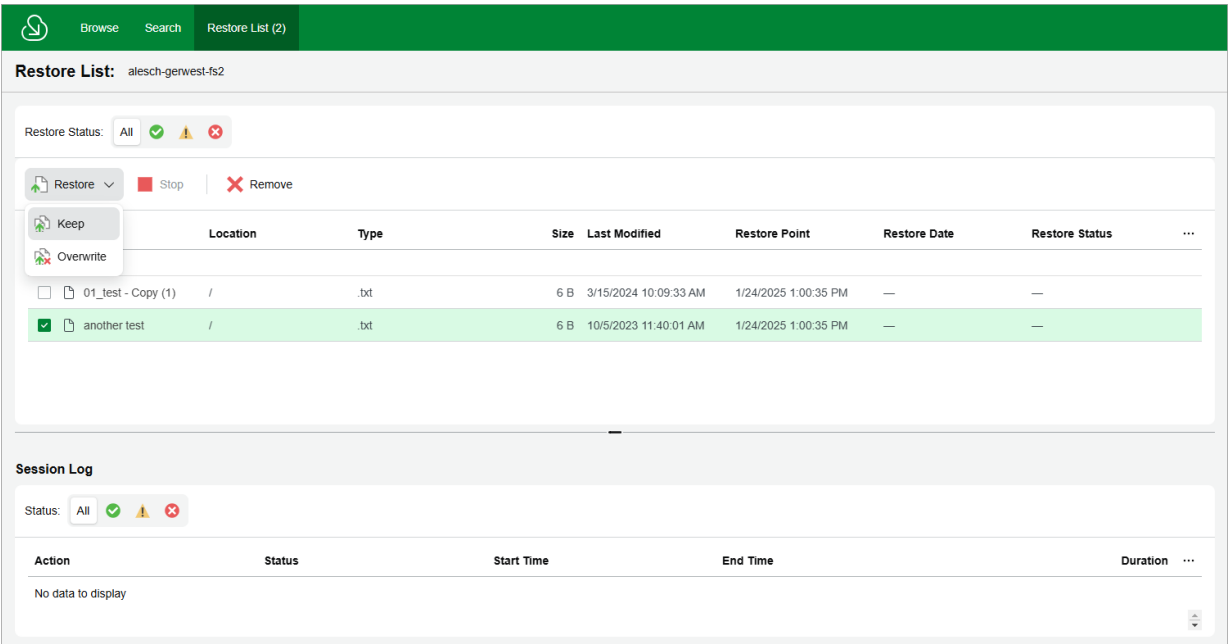 Browse Search Restore List (2)
Restore List: alesch-gerwest-fs2
Restore Status: All
Restore Stop Remove
Keep
Overwrite
Location Type Size Last Modified Restore Point Restore Date Restore Status ...
01_test - Copy (1) / .txt 6 B 3/15/2024 10:09:33 AM 1/24/2025 1:00:35 PM — —
another test / .txt 6 B 10/5/2023 11:40:01 AM 1/24/2025 1:00:35 PM — —
Session Log
Status: All
Action Status Start Time End Time Duration ...
No data to display